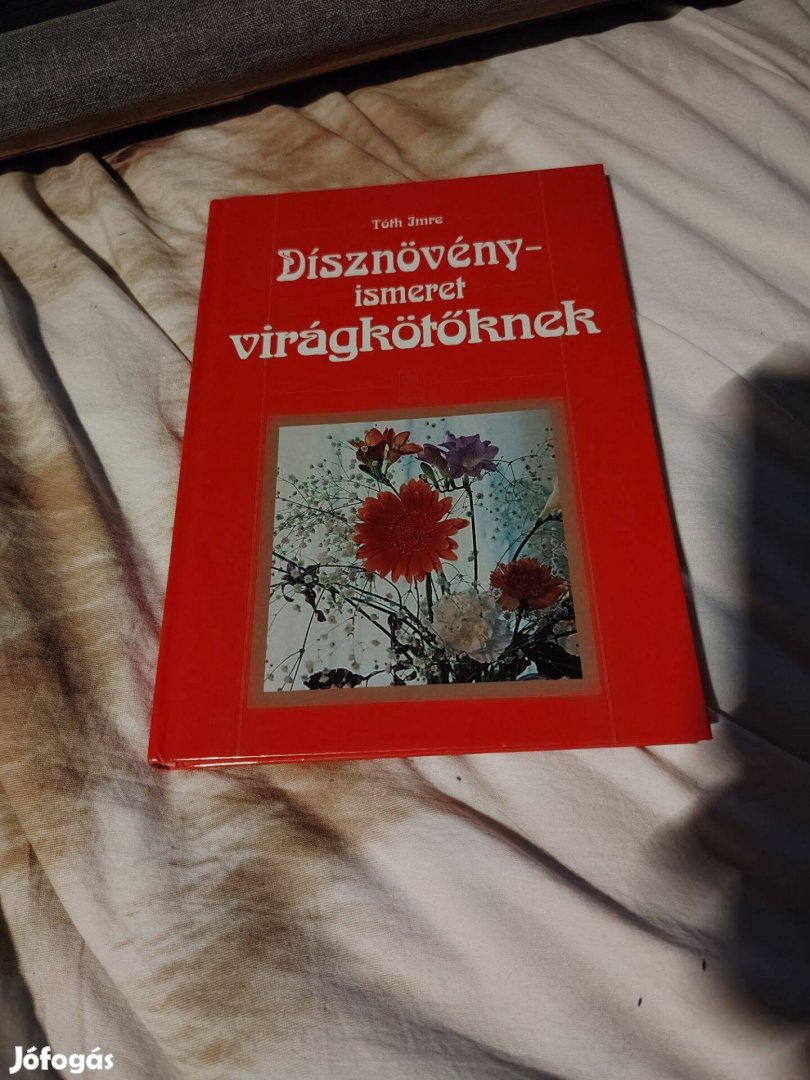 Tóth Imre
Dísznövény-
ismeret
virágkötőknek
Jófogás